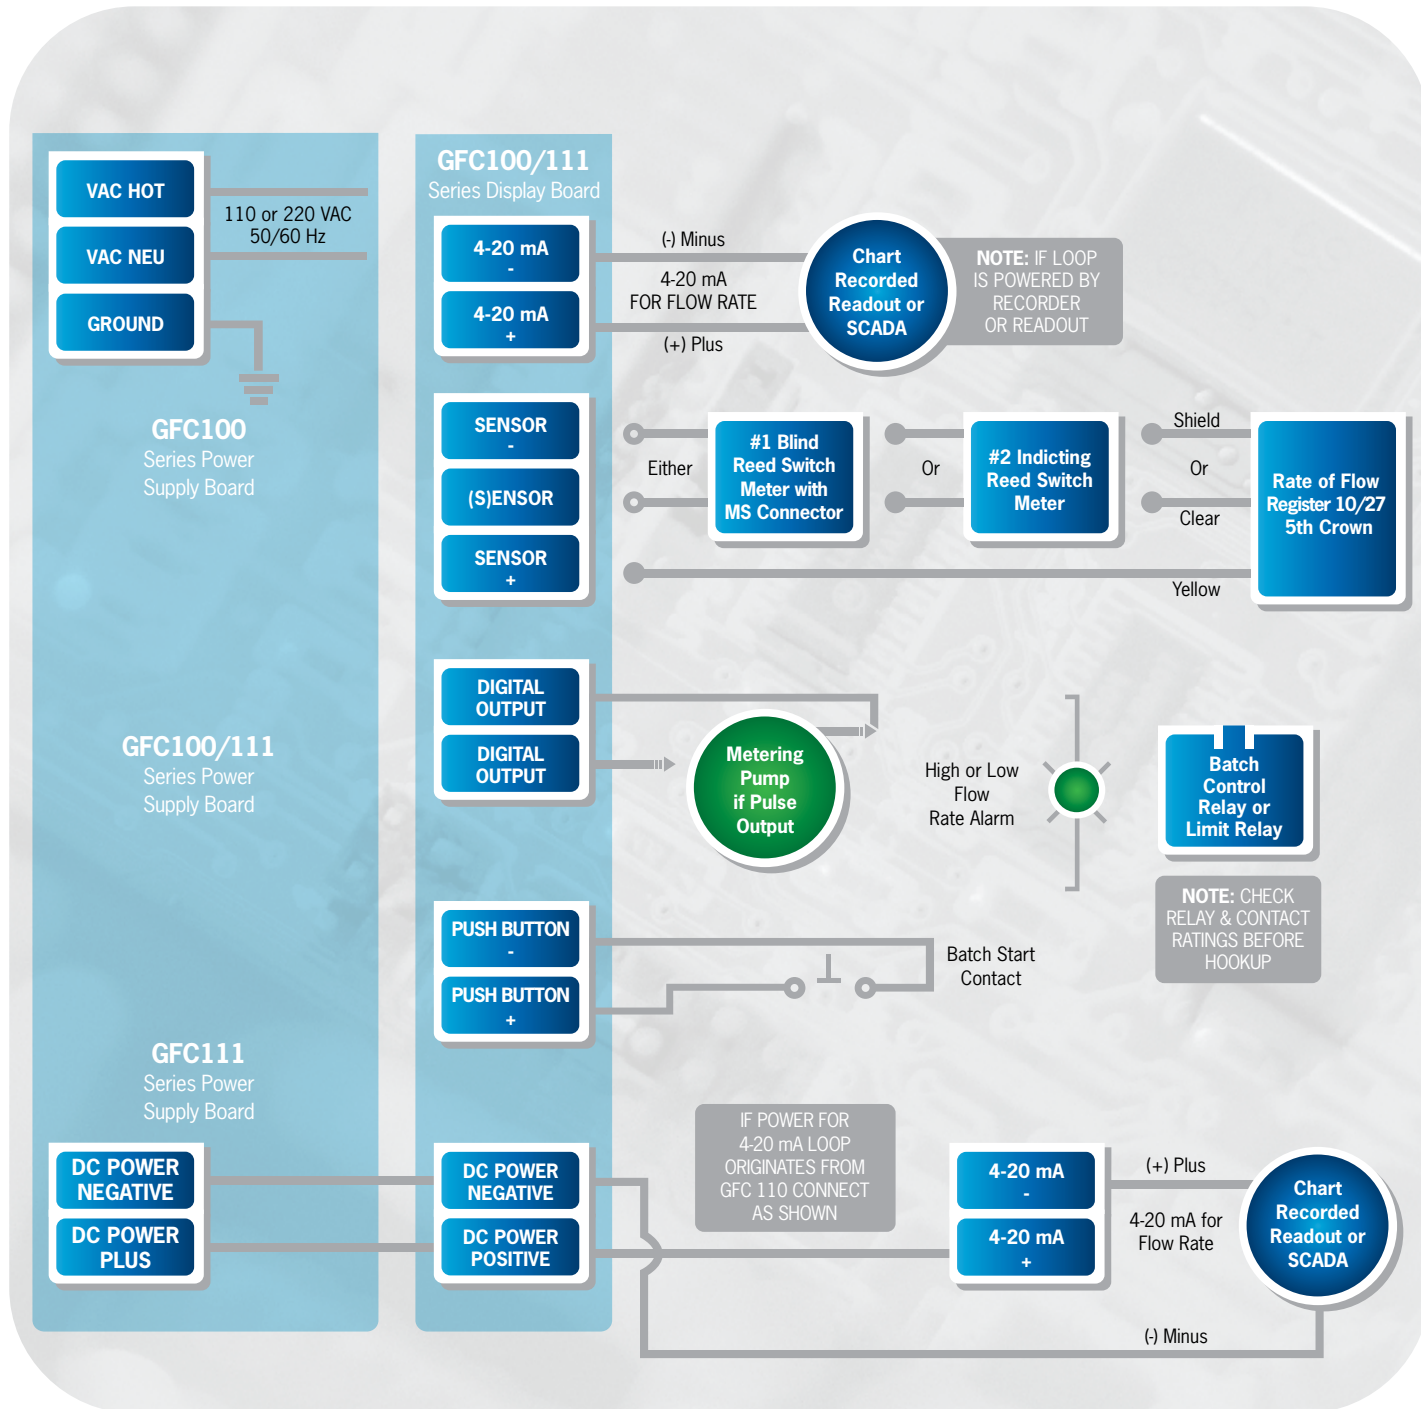 VAC HOT
VAC NEU
GROUND
110 or 220 VAC
50/60 Hz
GFC100
Series Power
Supply Board
GFC100/111
Series Power
Supply Board
GFC111
Series Power
Supply Board
DC POWER
NEGATIVE
DC POWER
PLUS
GFC100/111
Series Display Board
4-20 mA
-
4-20 mA
+
(-) Minus
4-20 mA
FOR FLOW RATE
(+) Plus
Chart
Recorded
Readout or
SCADA
NOTE: IF LOOP
IS POWERED BY
RECORDER
OR READOUT
SENSOR
-
(S)ENSOR
SENSOR
+
Either
#1 Blind
Reed Switch
Meter with
MS Connector
Or
#2 Indicting
Reed Switch
Meter
Shield
Or
Clear
Yellow
Rate of Flow
Register 10/27
5th Crown
DIGITAL
OUTPUT
DIGITAL
OUTPUT
Metering
Pump
if Pulse
Output
High or Low
Flow
Rate Alarm
Batch
Control
Relay or
Limit Relay
NOTE: CHECK
RELAY & CONTACT
RATINGS BEFORE
HOOKUP
PUSH BUTTON
-
PUSH BUTTON
+
Batch Start
Contact
DC POWER
NEGATIVE
DC POWER
POSITIVE
IF POWER FOR
4-20 mA LOOP
ORIGINATES FROM
GFC 110 CONNECT
AS SHOWN
4-20 mA
-
4-20 mA
+
(+) Plus
4-20 mA for
Flow Rate
(-) Minus
Chart
Recorded
Readout or
SCADA